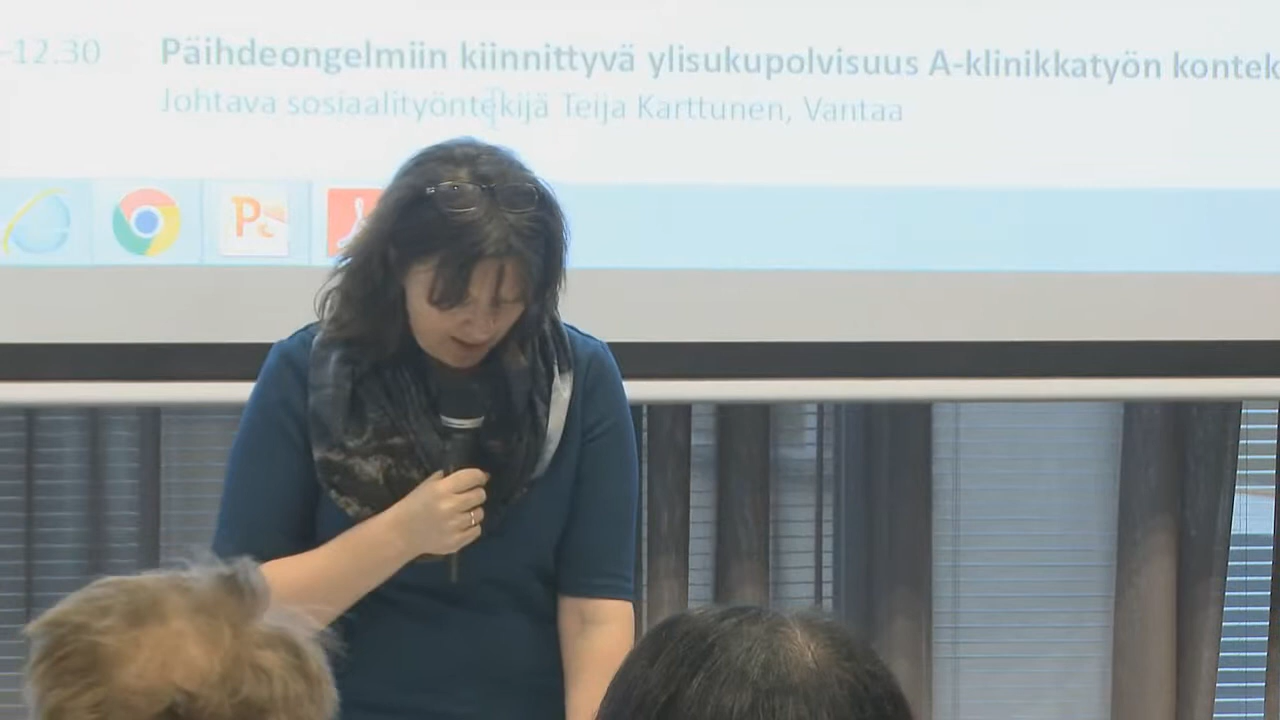 –12.30 Päihdeongelmiin kiinnittyvä ylisukupolvisuus A-klinikkatyön kontek
Johtava sosiaalityöntekijä Teija Karttunen, Vantaa